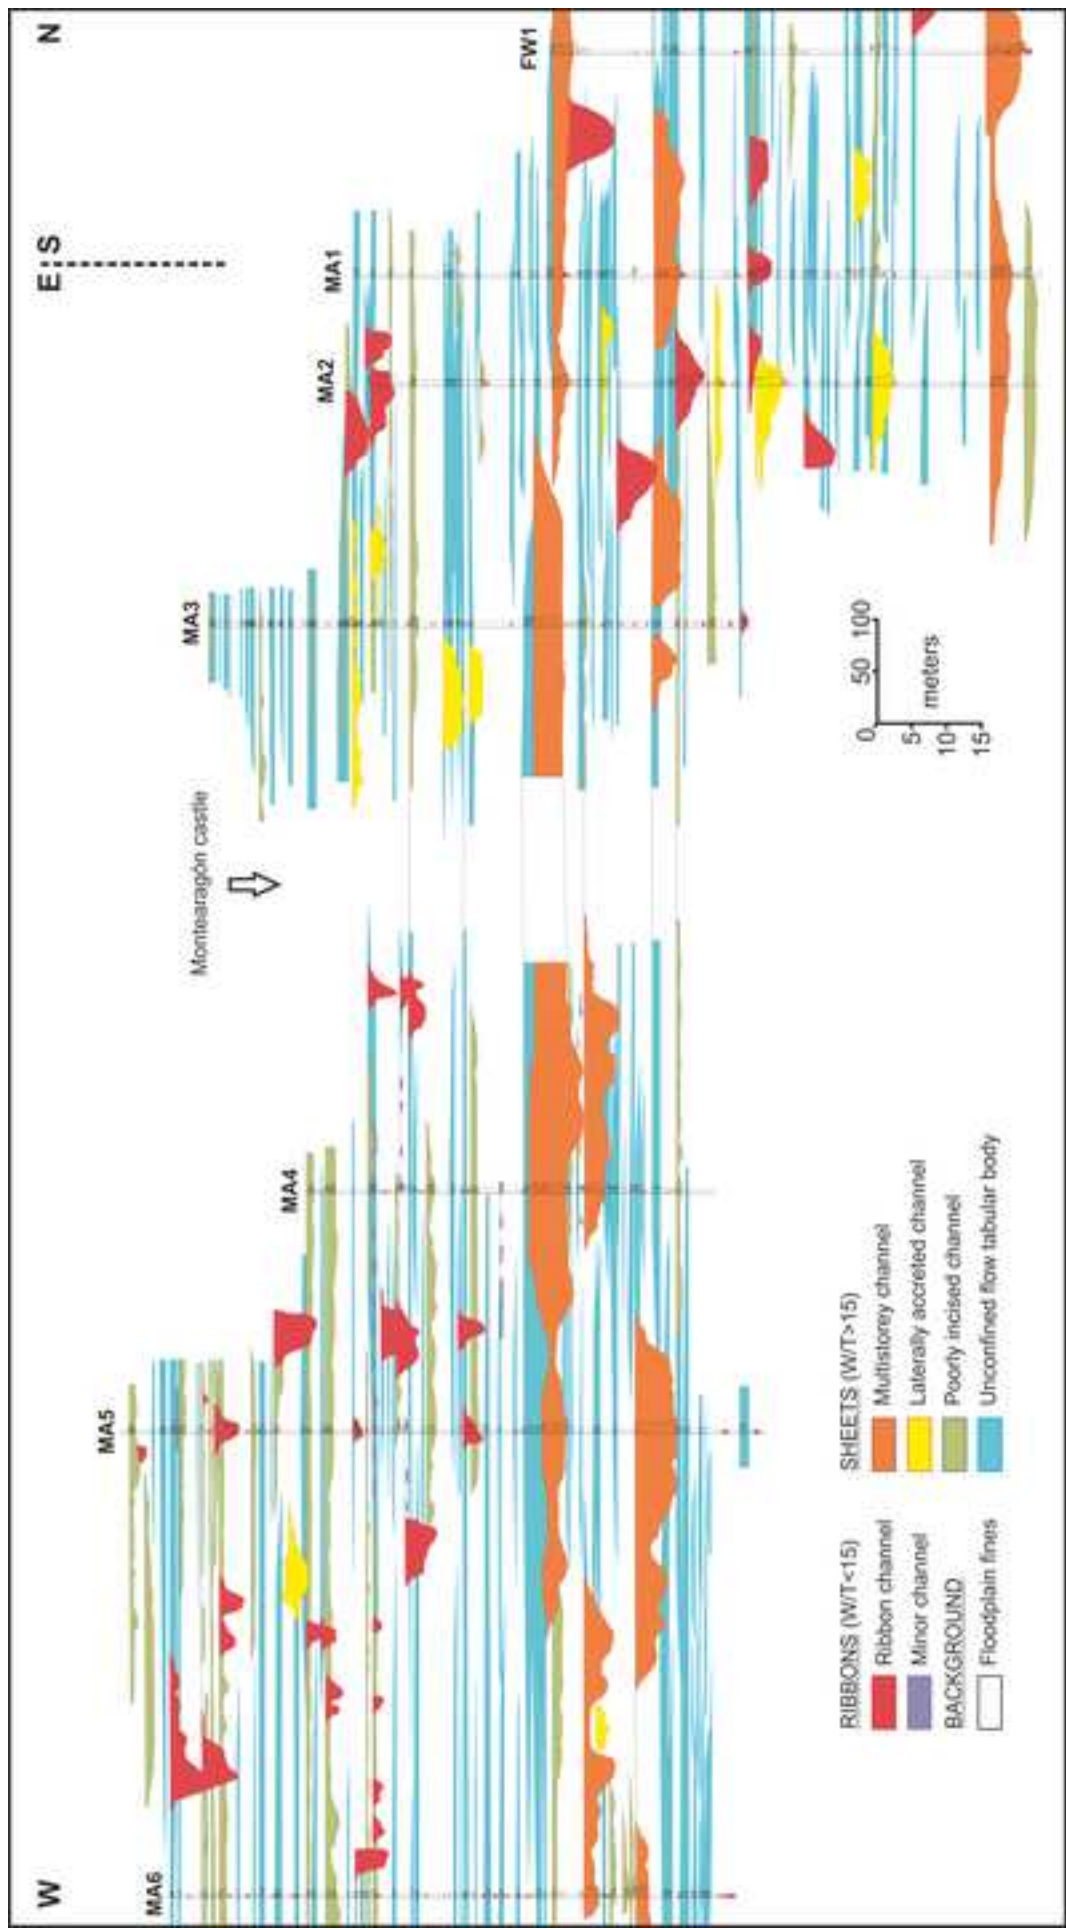 W
E S
N
MA6
MA5
MA4
MA3
MA2
MA1
FW1
Montearagón castle
RIBBONS (W/T<15)
Ribbon channel
Minor channel
BACKGROUND
Floodplain fines
SHEETS (W/T>15)
Multistorey channel
Laterally accreted channel
Poorly incised channel
Unconfined flow tabular body
0 50 100
5
10
15
meters